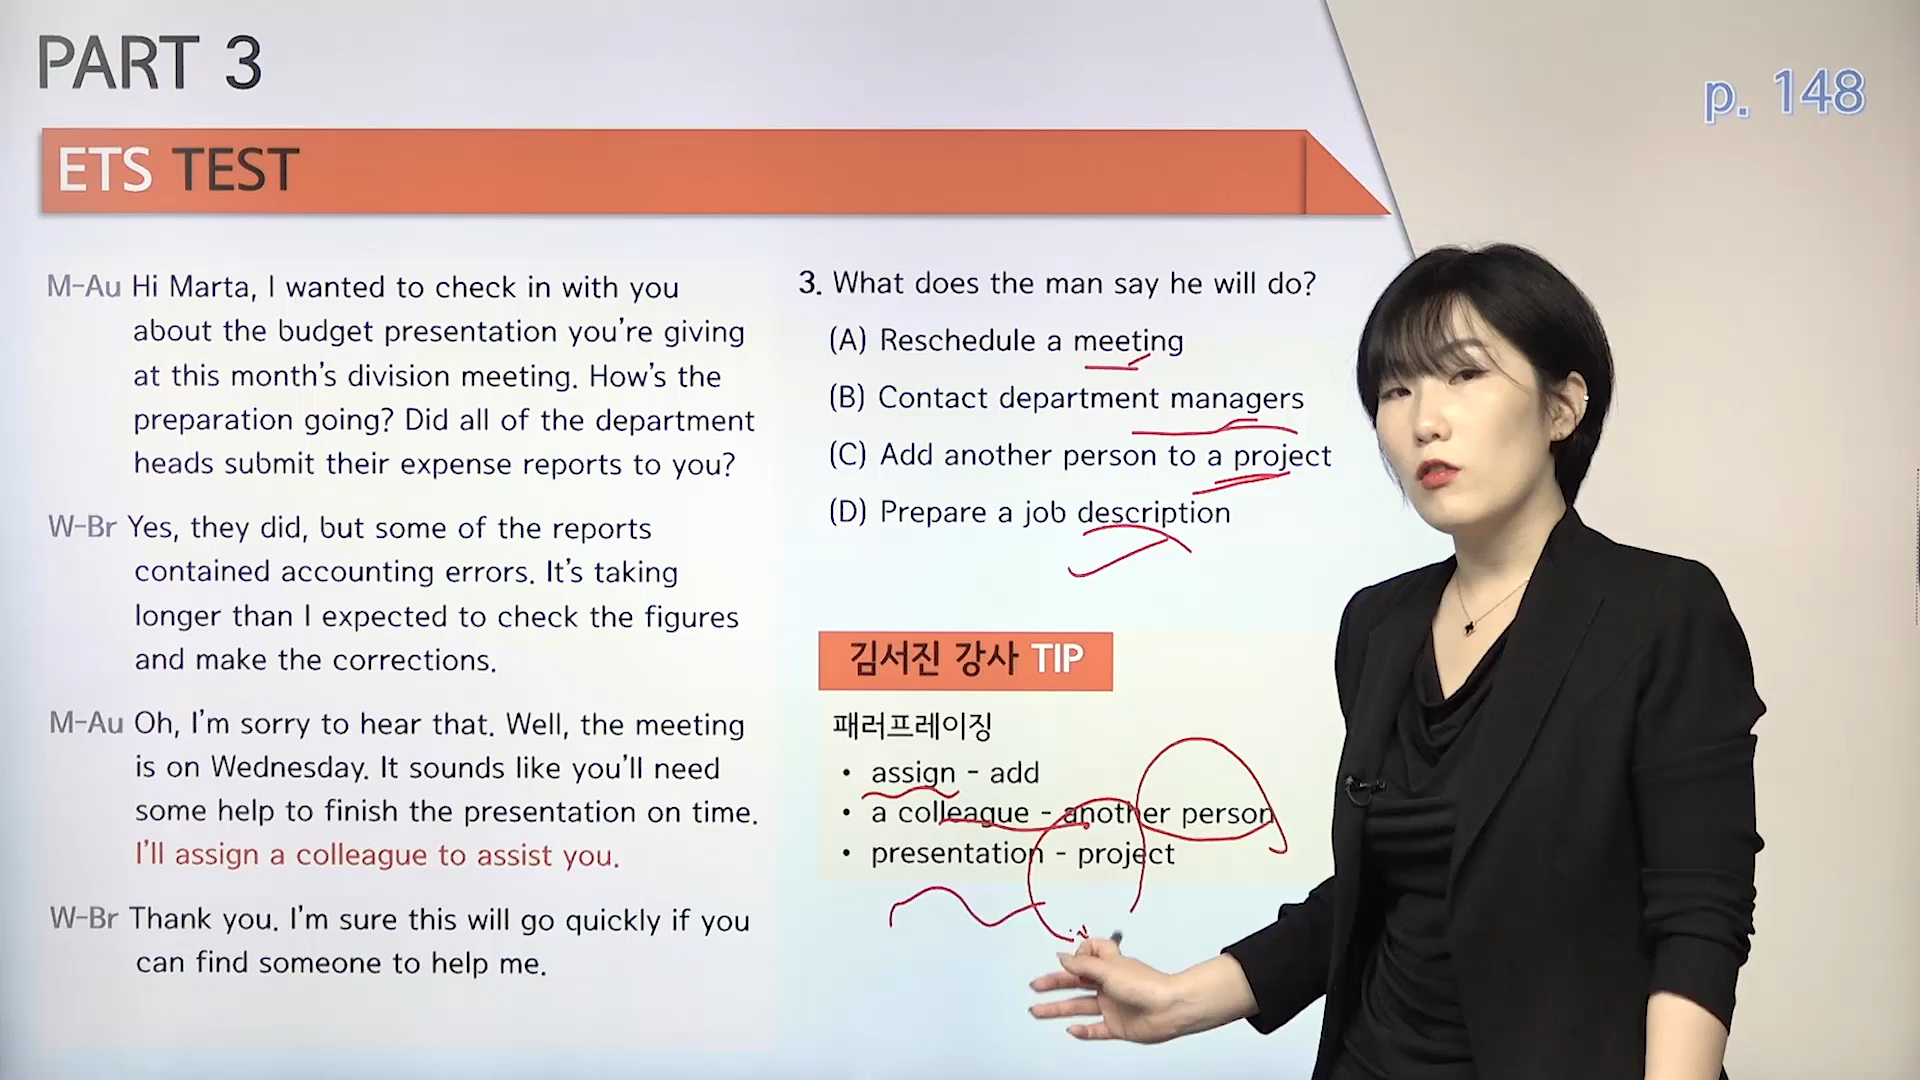 PART 3
p. 148
ETS TEST
M-Au Hi Marta, I wanted to check in with you
about the budget presentation you're giving
at this month's division meeting. How's the
preparation going? Did all of the department
heads submit their expense reports to you?
W-Br Yes, they did, but some of the reports
contained accounting errors. It's taking
longer than I expected to check the figures
and make the corrections.
M-Au Oh, I'm sorry to hear that. Well, the meeting
is on Wednesday. It sounds like you'll need
some help to finish the presentation on time.
I'll assign a colleague to assist you.
W-Br Thank you. I'm sure this will go quickly if you
can find someone to help me.
3. What does the man say he will do?
(A) Reschedule a meeting
(B) Contact department managers
(C) Add another person to a project
(D) Prepare a job description
김서진 강사 TIP
패러프레이징
• assign - add
• a colleague - another person
• presentation - project